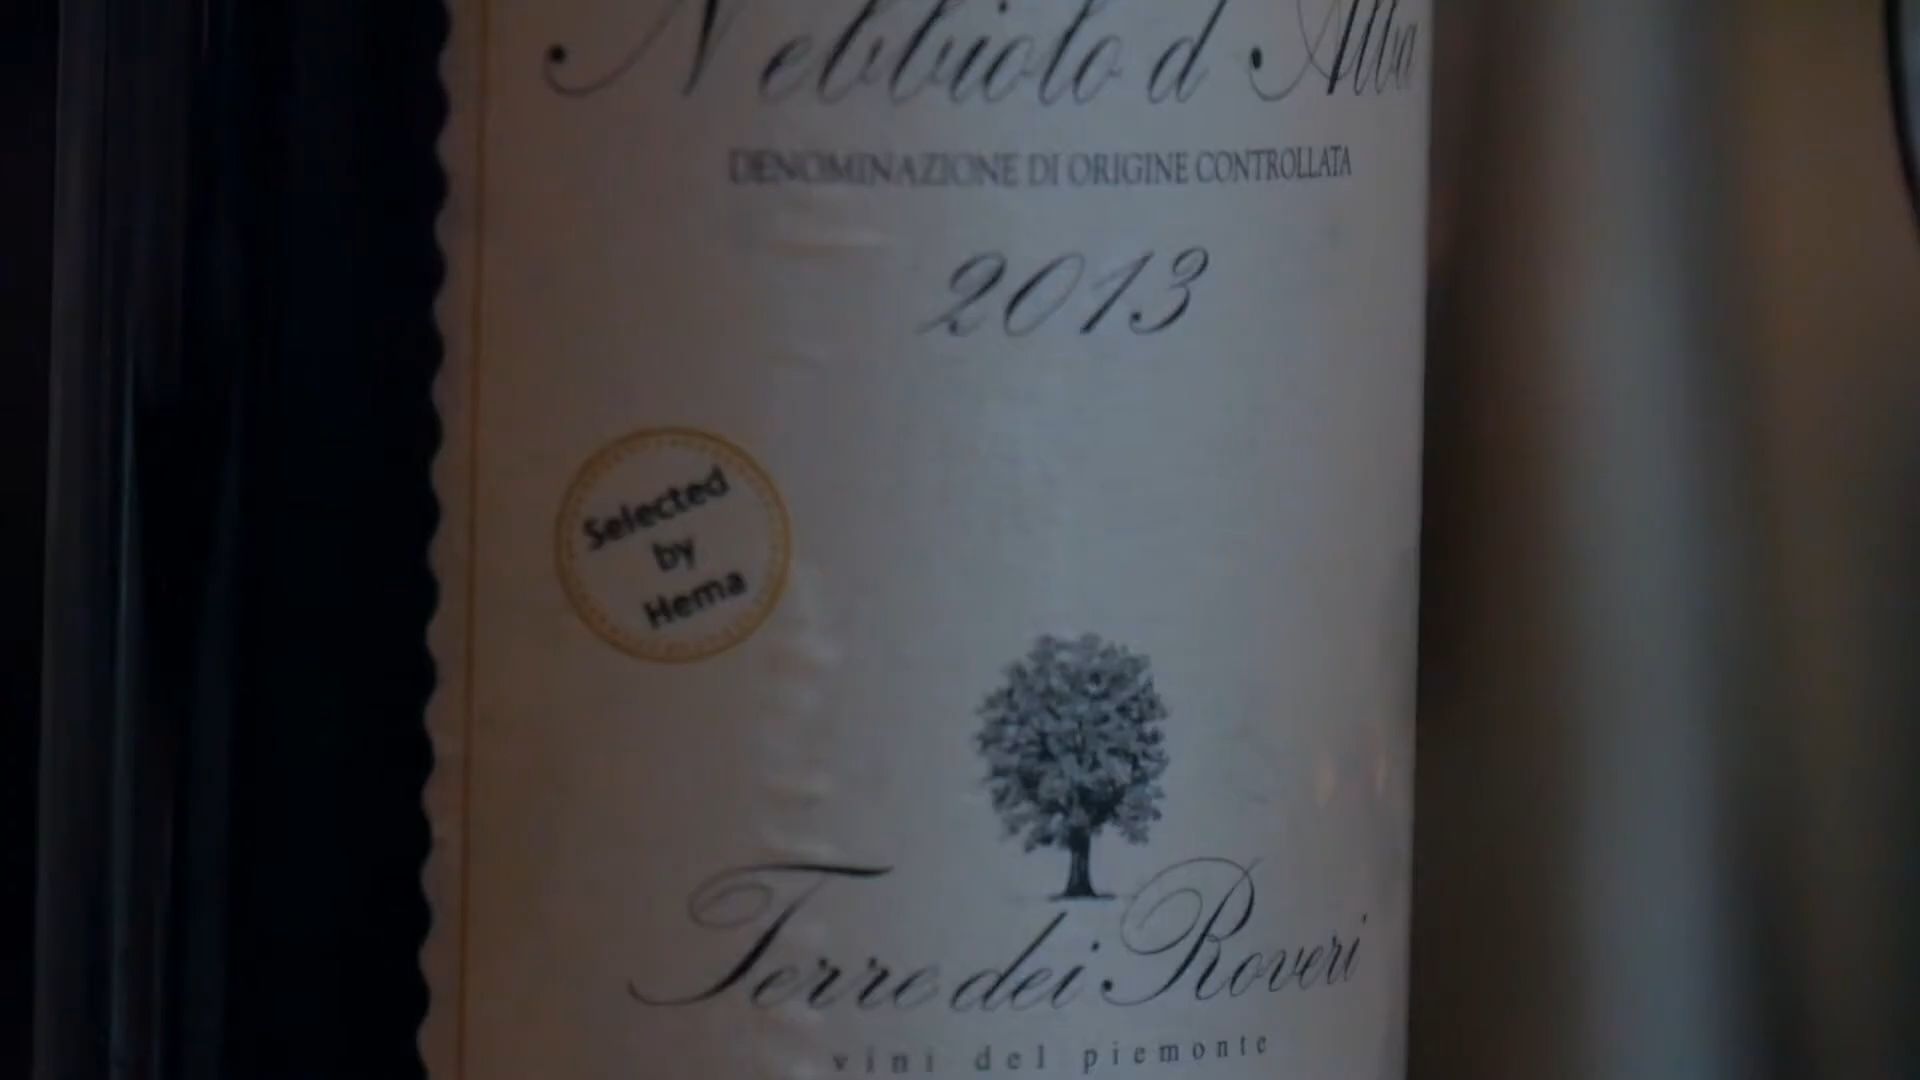 Nebbiolo d Alba
DENOMINAZIONE DI ORIGINE CONTROLLATA
2013
Selected
by
Hema
Terre dei Roveri
vini del piemonte